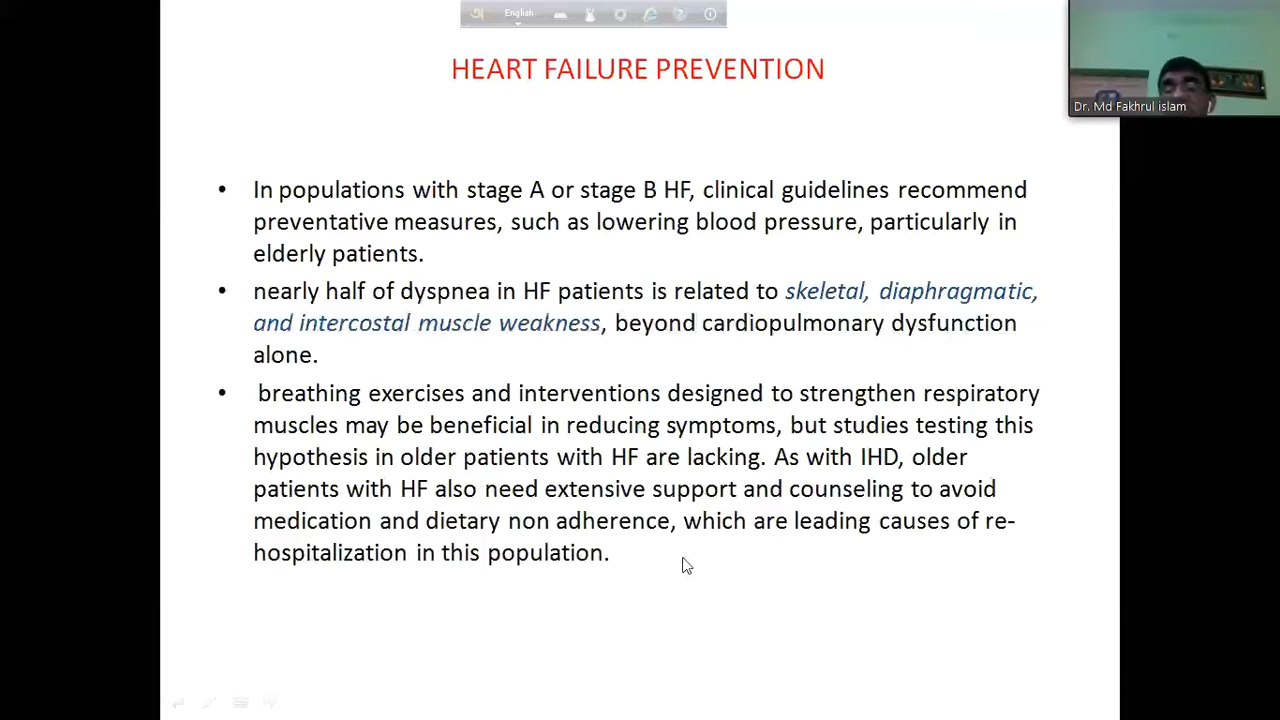 English
HEART FAILURE PREVENTION
Dr. Md Fakhrul islam
• In populations with stage A or stage B HF, clinical guidelines recommend
preventative measures, such as lowering blood pressure, particularly in
elderly patients.
• nearly half of dyspnea in HF patients is related to skeletal, diaphragmatic,
and intercostal muscle weakness, beyond cardiopulmonary dysfunction
alone.
• breathing exercises and interventions designed to strengthen respiratory
muscles may be beneficial in reducing symptoms, but studies testing this
hypothesis in older patients with HF are lacking. As with IHD, older
patients with HF also need extensive support and counseling to avoid
medication and dietary non adherence, which are leading causes of re-
hospitalization in this population.